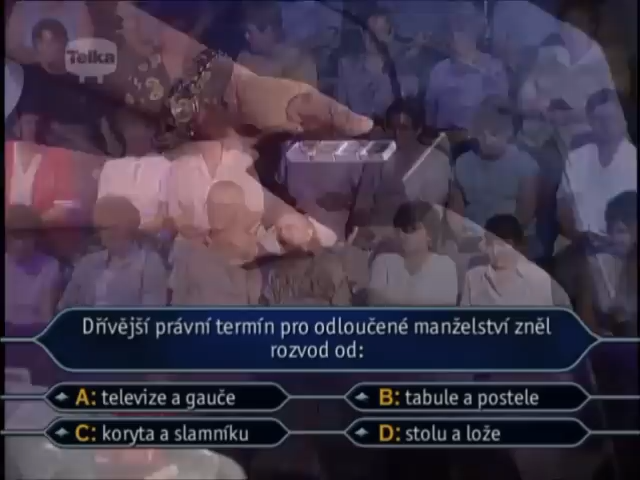 Telka
Dřívější právní termín pro odloučené manželství zněl
rozvod od:
A: televize a gauče
B: tabule a postele
C: koryta a slamníku
D: stolu a lože